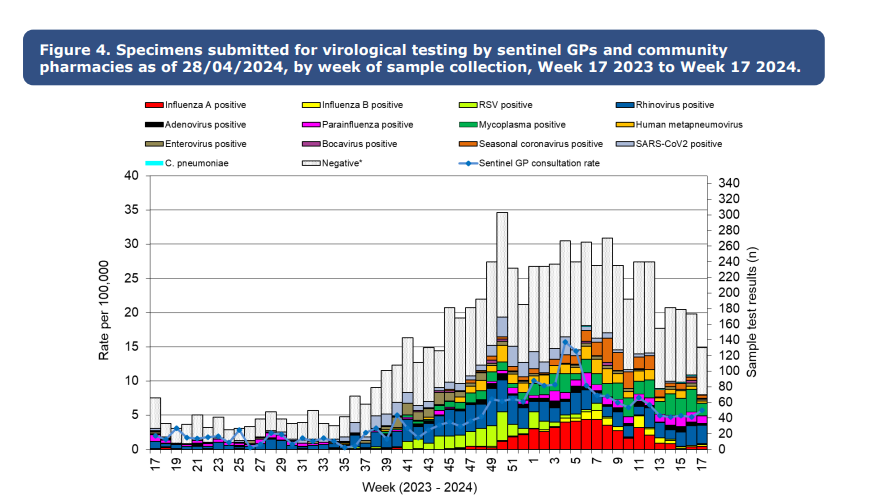 Figure 4. Specimens submitted for virological testing by sentinel GPs and community
pharmacies as of 28/04/2024, by week of sample collection, Week 17 2023 to Week 17 2024.
Influenza A positive Influenza B positive RSV positive Rhinovirus positive
Adenovirus positive Parainfluenza positive Mycoplasma positive Human metapneumovirus
Enterovirus positive Bocavirus positive Seasonal coronavirus positive SARS-CoV2 positive
C. pneumoniae Negative* Sentinel GP consultation rate
40
35
30
25
20
15
10
5
0
Rate per 100,000
340
320
300
280
260
240
220
200
180
160
140
120
100
80
60
40
20
0
Sample test results (n)
17 19 21 23 25 27 29 31 33 35 37 39 41 43 45 47 49 51 1 3 5 7 9 11 13 15 17
Week (2023 - 2024)